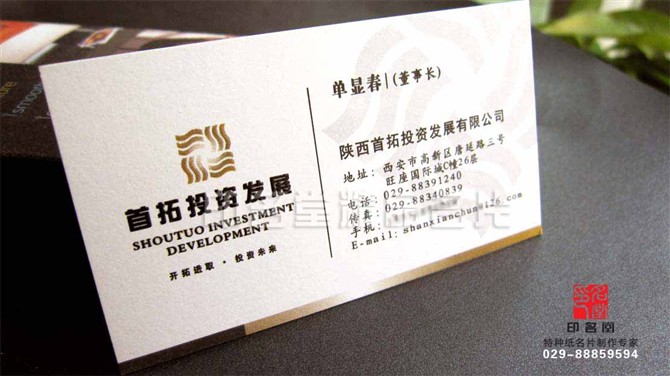 单显春 (董事长)
陕西首拓投资发展有限公司
地址: 西安市高新区唐延路三号
旺座国际城C幢26层
电话: 029-88391240
传真: 029-88340839
手机:
E-mail:
首拓投资发展
SHOUTUO INVESTMENT
DEVELOPMENT
开拓进取 · 投资未来
smooth
印名阁
特种纸名片制作专家
029-88859594